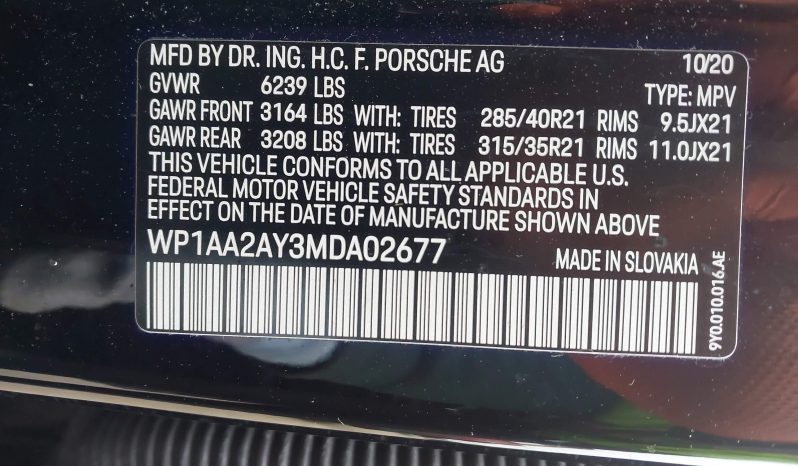 MFD BY DR. ING. H.C. F. PORSCHE AG 10/20
GVWR 6239 LBS TYPE: MPV
GAWR FRONT 3164 LBS WITH: TIRES 285/40R21 RIMS 9.5JX21
GAWR REAR 3208 LBS WITH: TIRES 315/35R21 RIMS 11.0JX21
THIS VEHICLE CONFORMS TO ALL APPLICABLE U.S.
FEDERAL MOTOR VEHICLE SAFETY STANDARDS IN
EFFECT ON THE DATE OF MANUFACTURE SHOWN ABOVE
WP1AA2AY3MDA02677 MADE IN SLOVAKIA
9Y0.010.016.AE